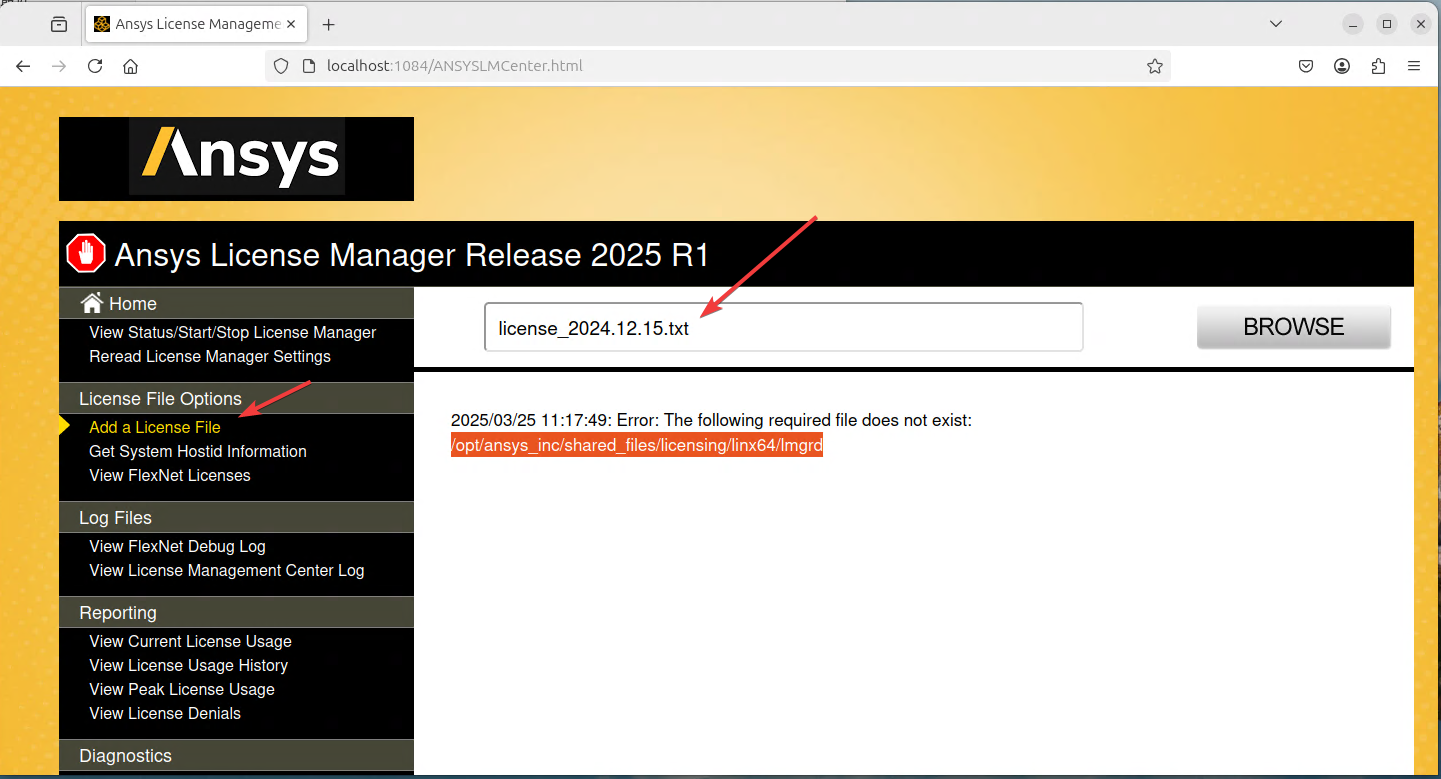 Ansys License Manageme
localhost:1084/ANSYSLMCenter.html
Ansys
Ansys License Manager Release 2025 R1
Home
View Status/Start/Stop License Manager
Reread License Manager Settings
License File Options
Add a License File
Get System Hostid Information
View FlexNet Licenses
Log Files
View FlexNet Debug Log
View License Management Center Log
Reporting
View Current License Usage
View License Usage History
View Peak License Usage
View License Denials
Diagnostics
license_2024.12.15.txt
BROWSE
2025/03/25 11:17:49: Error: The following required file does not exist:
/opt/ansys_inc/shared_files/licensing/linx64/lmgrd